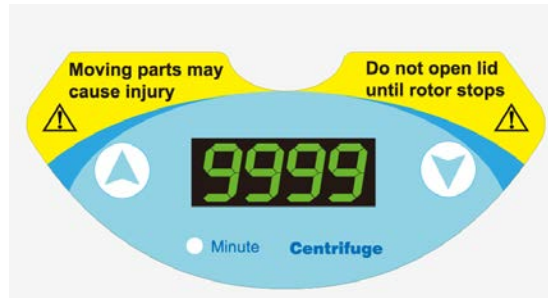 Moving parts may
cause injury
Do not open lid
until rotor stops
9999
Minute
Centrifuge